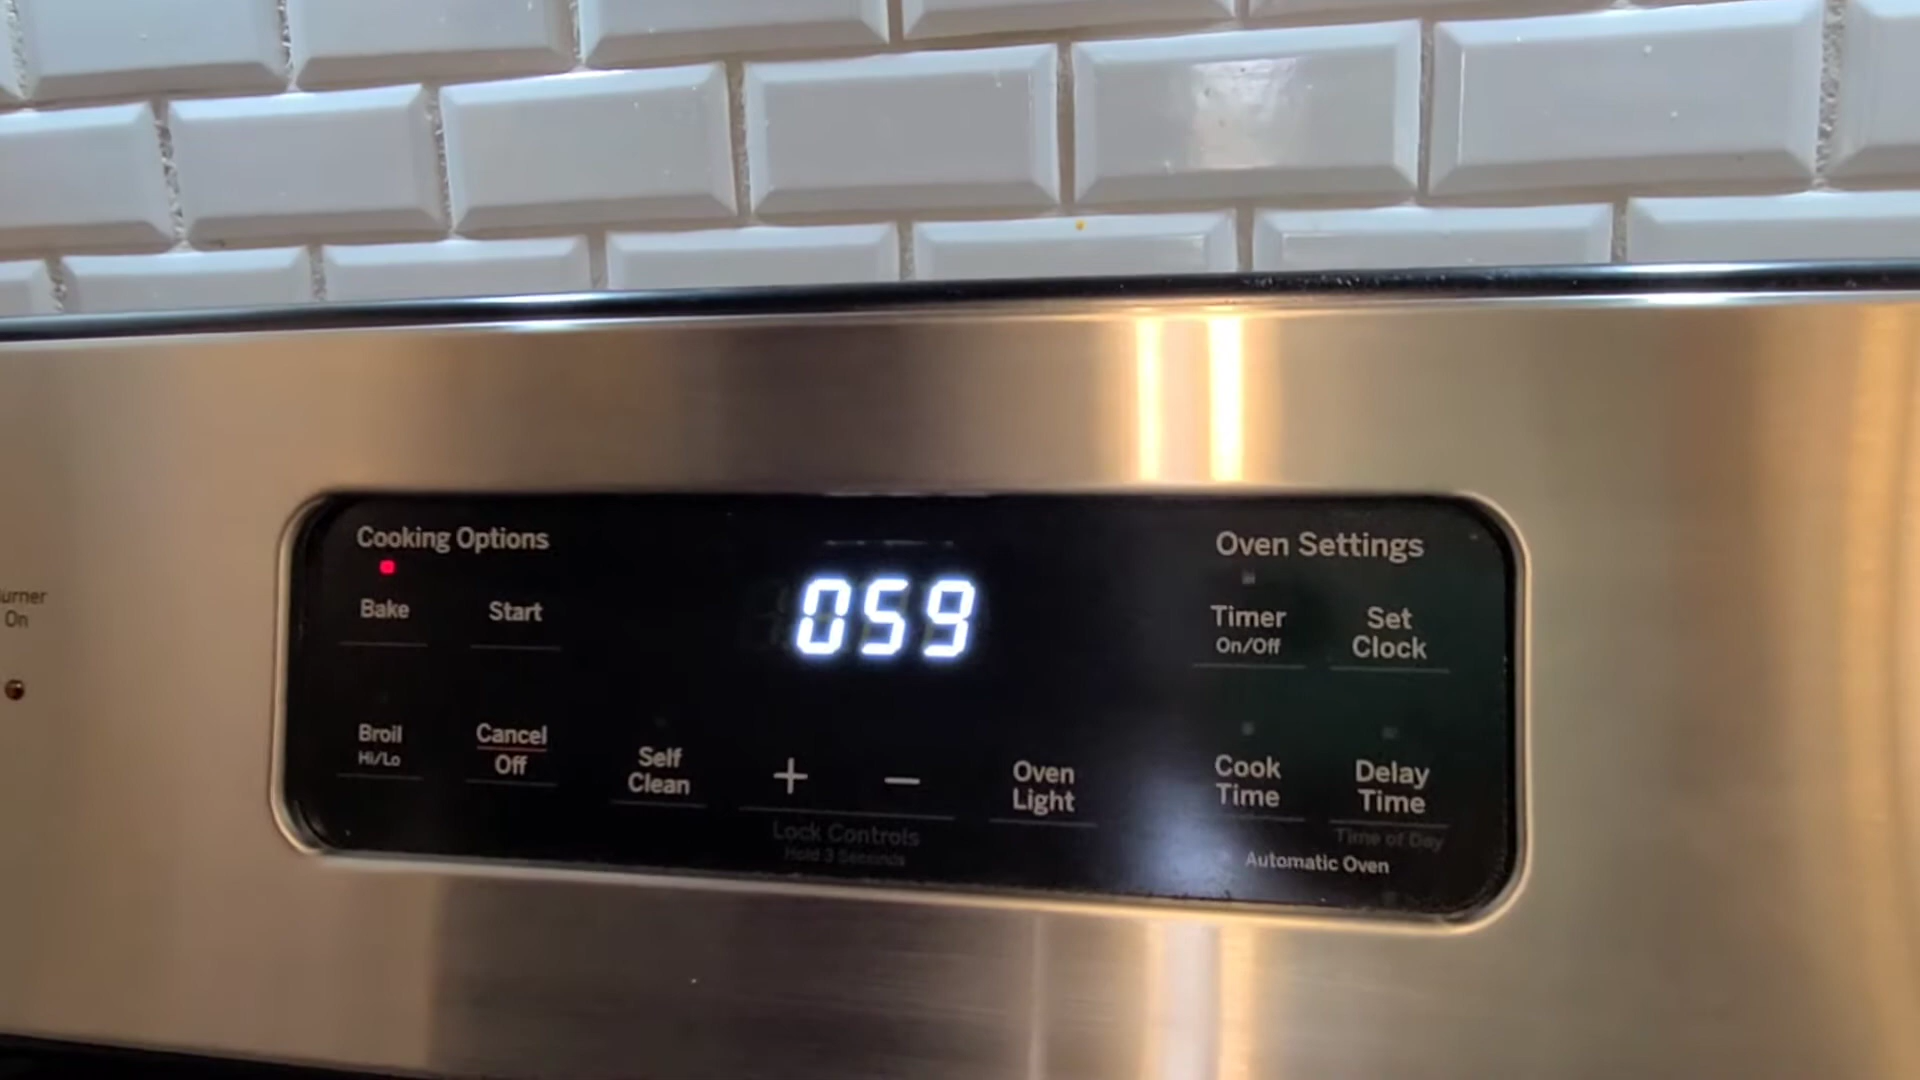 Cooking Options
Oven Settings
059
Bake
Start
Timer
On/Off
Set
Clock
urner
On
Broil
Hi/Lo
Cancel
Off
Self
Clean
+
−
Oven
Light
Cook
Time
Delay
Time
Lock Controls
Hold 3 Seconds
Time of Day
Automatic Oven